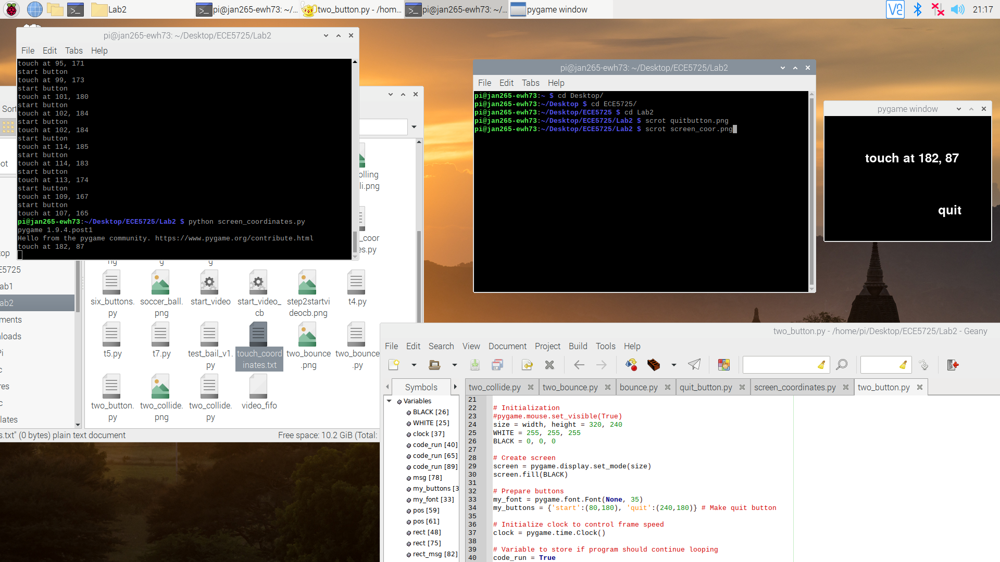 Lab2
pi@jan265-ewh73: ~/...
two_button.py - /hom...
pi@jan265-ewh73: ~/...
pygame window
21:17
pi@jan265-ewh73: ~/Desktop/ECE5725/Lab2
File Edit Tabs Help
touch at 95, 171
start button
touch at 99, 173
start button
touch at 101, 180
start button
touch at 102, 184
start button
touch at 102, 184
start button
touch at 114, 185
start button
touch at 114, 183
start button
touch at 113, 174
start button
touch at 109, 167
start button
touch at 107, 165
pi@jan265-ewh73:~/Desktop/ECE5725/Lab2 $ python screen_coordinates.py
pygame 1.9.4.post1
Hello from the pygame community. https://www.pygame.org/contribute.html
touch at 182, 87
Sort
ot
top
E5725
ab1
ab2
ments
nloads
Pi
c
res
c
lates
olling
li.png
_coor
es.py
ng
g
g
six_buttons.
py
soccer_ball.
png
start_video
start_video_
cb
step2startvi
deocb.png
t4.py
t5.py
t7.py
test_bail_v1.
py
touch_coord
inates.txt
two_bounce
.png
two_bounce
.py
two_button.
py
two_collide.
png
two_collide.
py
video_fifo
s.txt" (0 bytes) plain text document
Free space: 10.2 GiB (Total:
pi@jan265-ewh73: ~/Desktop/ECE5725/Lab2
File Edit Tabs Help
pi@jan265-ewh73:~ $ cd Desktop/
pi@jan265-ewh73:~/Desktop $ cd ECE5725/
pi@jan265-ewh73:~/Desktop/ECE5725 $ cd Lab2
pi@jan265-ewh73:~/Desktop/ECE5725/Lab2 $ scrot quitbutton.png
pi@jan265-ewh73:~/Desktop/ECE5725/Lab2 $ scrot screen_coor.png
pygame window
touch at 182, 87
quit
two_button.py - /home/pi/Desktop/ECE5725/Lab2 - Geany
File Edit Search View Document Project Build Tools Help
Symbols
two_collide.py
two_bounce.py
bounce.py
quit_button.py
screen_coordinates.py
two_button.py
Variables
BLACK [26]
WHITE [25]
clock [37]
code_run [40]
code_run [65]
code_run [89]
msg [78]
my_buttons [3
my_font [33]
pos [59]
pos [61]
rect [48]
rect [75]
rect_msg [82]
21
22 # Initialization
23 #pygame.mouse.set_visible(True)
24 size = width, height = 320, 240
25 WHITE = 255, 255, 255
26 BLACK = 0, 0, 0
27
28 # Create screen
29 screen = pygame.display.set_mode(size)
30 screen.fill(BLACK)
31
32 # Prepare buttons
33 my_font = pygame.font.Font(None, 35)
34 my_buttons = {'start':(80,180), 'quit':(240,180)} # Make quit button
35
36 # Initialize clock to control frame speed
37 clock = pygame.time.Clock()
38
39 # Variable to store if program should continue looping
40 code_run = True